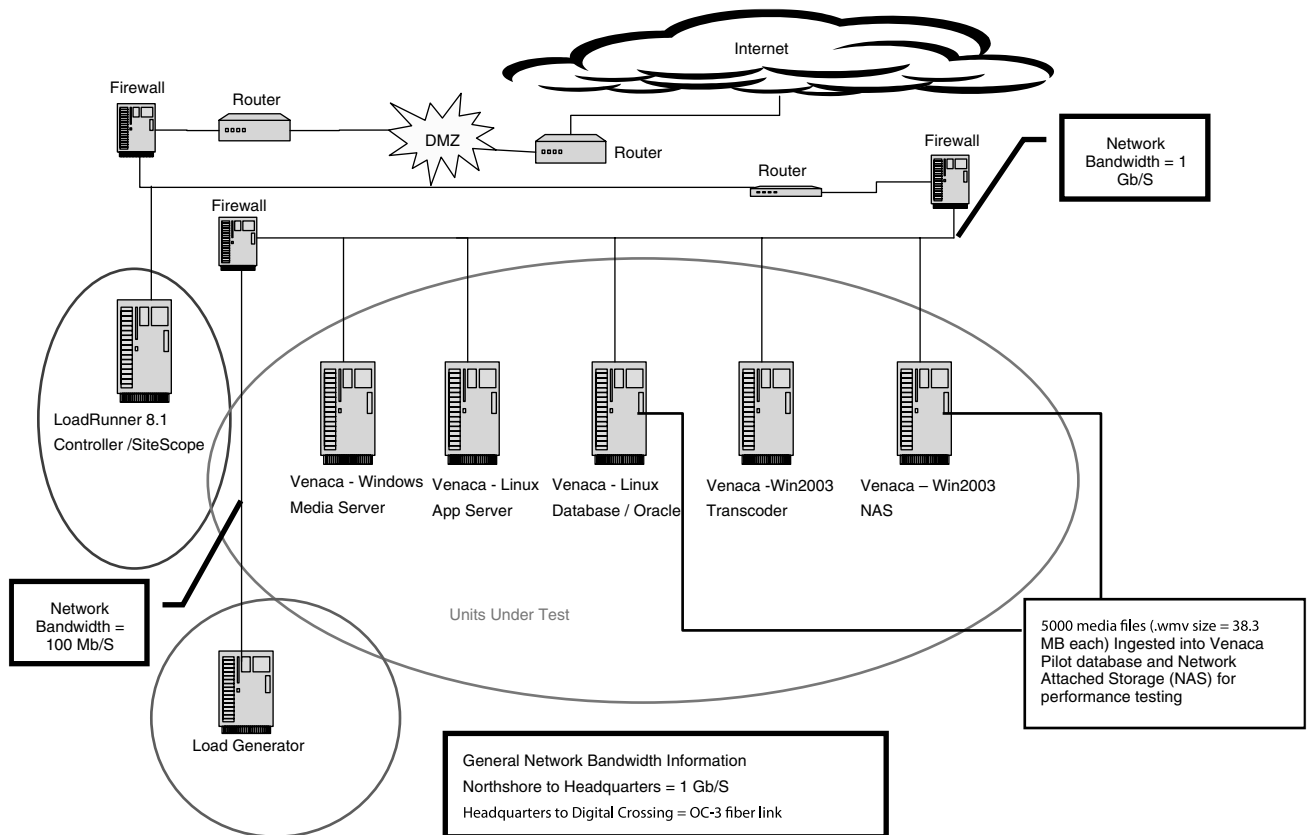 Internet
Firewall
Router
DMZ
Router
Router
Firewall
Network
Bandwidth = 1
Gb/S
Firewall
LoadRunner 8.1
Controller /SiteScope
Venaca - Windows
Media Server
Venaca - Linux
App Server
Venaca - Linux
Database / Oracle
Venaca -Win2003
Transcoder
Venaca – Win2003
NAS
Network
Bandwidth =
100 Mb/S
Units Under Test
5000 media files (.wmv size = 38.3
MB each) Ingested into Venaca
Pilot database and Network
Attached Storage (NAS) for
performance testing
Load Generator
General Network Bandwidth Information
Northshore to Headquarters = 1 Gb/S
Headquarters to Digital Crossing = OC-3 fiber link